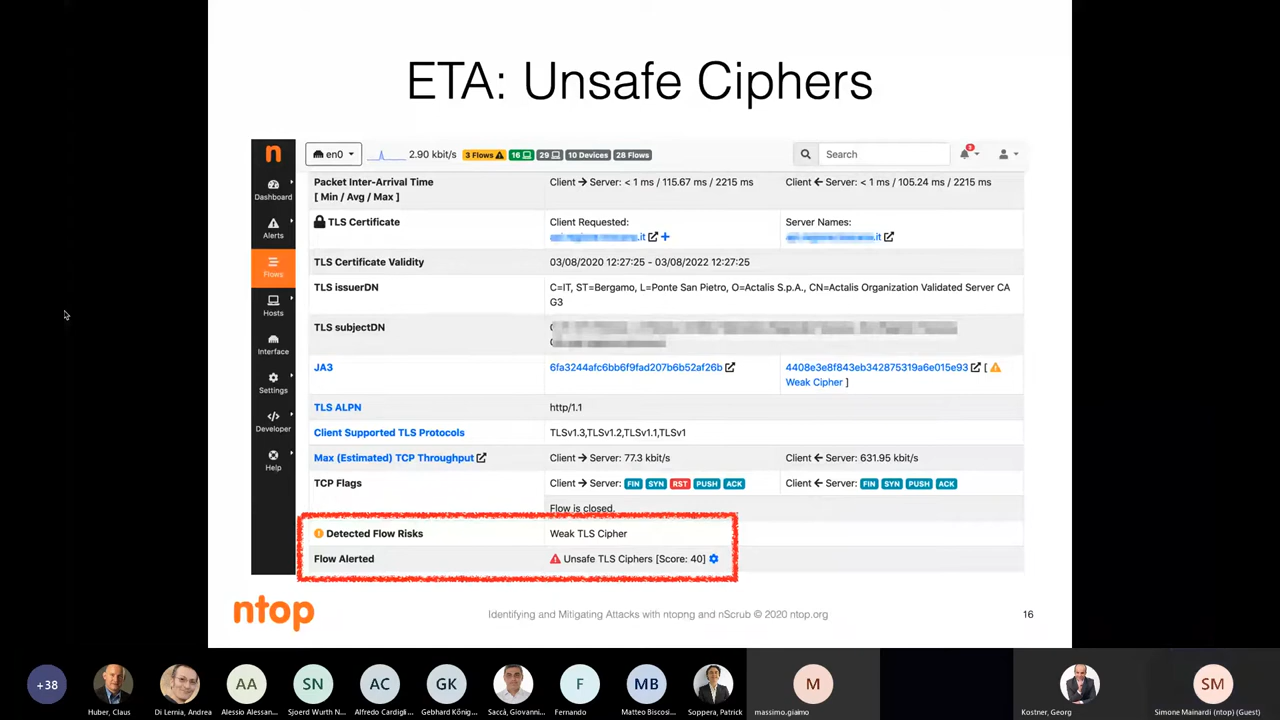 ETA: Unsafe Ciphers
n
en0
2.90 kbit/s
3 Flows
16
29
10 Devices
28 Flows
Search
9
Dashboard
Alerts
Flows
Hosts
Interface
Settings
Developer
Help
Packet Inter-Arrival Time
[ Min / Avg / Max ]
Client → Server: < 1 ms / 115.67 ms / 2215 ms
Client ← Server: < 1 ms / 105.24 ms / 2215 ms
TLS Certificate
Client Requested:
.it
Server Names:
.it
TLS Certificate Validity
03/08/2020 12:27:25 - 03/08/2022 12:27:25
TLS issuerDN
C=IT, ST=Bergamo, L=Ponte San Pietro, O=Actalis S.p.A., CN=Actalis Organization Validated Server CA
G3
TLS subjectDN
JA3
6fa3244afc6bb6f9fad207b6b52af26b
4408e3e8f843eb342875319a6e015e93 [
Weak Cipher ]
TLS ALPN
http/1.1
Client Supported TLS Protocols
TLSv1.3,TLSv1.2,TLSv1.1,TLSv1
Max (Estimated) TCP Throughput
Client → Server: 77.3 kbit/s
Client ← Server: 631.95 kbit/s
TCP Flags
Client → Server: FIN SYN RST PUSH ACK
Client ← Server: FIN SYN PUSH ACK
Flow is closed.
Detected Flow Risks
Weak TLS Cipher
Flow Alerted
Unsafe TLS Ciphers [Score: 40]
ntop
Identifying and Mitigating Attacks with ntopng and nScrub © 2020 ntop.org
16
+38
AA
SN
AC
GK
F
MB
M
SM
Huber, Claus
Di Lernia, Andrea
Alessio Alessan...
Sjoerd Wurth N...
Alfredo Cardigli...
Gebhard König...
Saccà, Giovanni...
Fernando
Matteo Biscosi...
Soppera, Patrick
massimo.giaimo
Kostner, Georg
Simone Mainardi (ntop) (Guest)